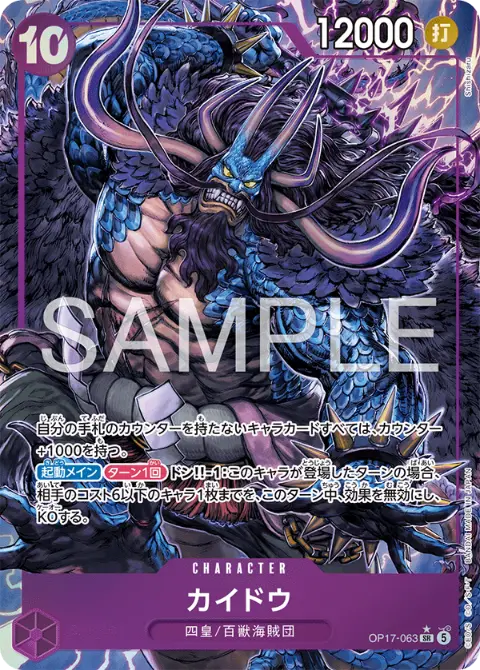 10
12000 打
SAMPLE
自分の手札のカウンターを持たないキャラカードすべては、カウンター
+1000を持つ。
起動メイン ターン1回 ドン!!-1:このキャラが登場したターンの場合、
相手のコスト6以下のキャラ1枚までを、このターン中、効果を無効にし、
KOする。
CHARACTER
カイドウ
四皇/百獣海賊団
OP17-063 SR 5